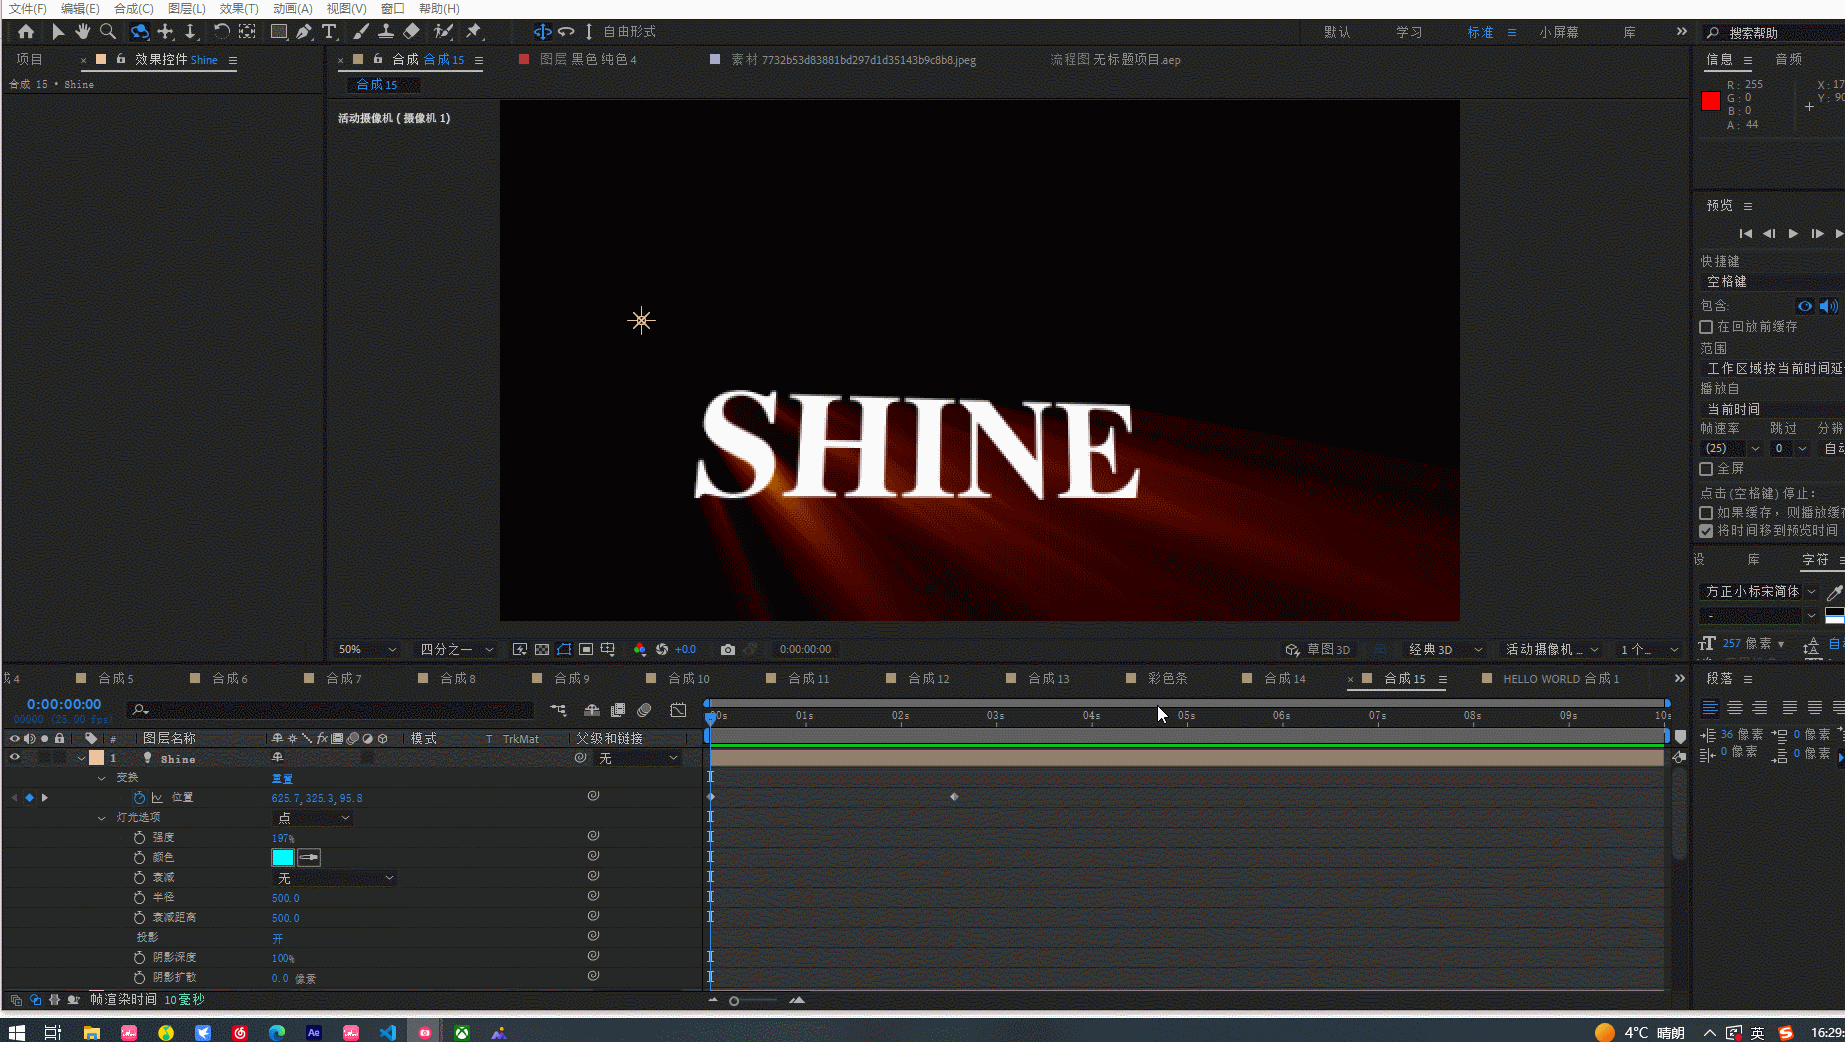 文件(F) 编辑(E) 合成(C) 图层(L) 效果(T) 动画(A) 视图(V) 窗口 帮助(H)
自由形式 默认 学习 标准 小屏幕 库 搜索帮助
项目 效果控件 Shine 合成 合成 15 图层 黑色 纯色 4 素材 7732b53d83881bd297d1d35143b9c8b8.jpeg 流程图 无标题项目.aep 信息 音频
合成 15 • Shine 合成 15
活动摄像机 ( 摄像机 1)
R : 255
G : 0
B : 0
A : 44
X : 17
Y : 90
SHINE
预览
快捷键
空格键
包含:
在回放前缓存
范围
工作区域按当前时间延
播放自
当前时间
帧速率 跳过 分辨
(25) 0 自动
全屏
点击(空格键) 停止:
如果缓存，则播放缓存
将时间移到预览时间
设 库 字符
方正小标宋简体
-
257 像素 自动
50% 四分之一 +0.0 0:00:00:00 草图 3D 经典 3D 活动摄像机 ... 1 个...
成 4 合成 5 合成 6 合成 7 合成 8 合成 9 合成 10 合成 11 合成 12 合成 13 彩色条 合成 14 合成 15 HELLO WORLD 合成 1 段落
0:00:00:00
00000 (25.00 fps)
:00s 01s 02s 03s 04s 05s 06s 07s 08s 09s 10s
# 图层名称 fx 模式 T TrkMat 父级和链接
36 像素 0 像素
0 像素 0 像素
1 Shine 无
变换 重置
位置 625.7, 325.3, 95.8
灯光选项 点
强度 197%
颜色
衰减 无
半径 500.0
衰减距离 500.0
投影 开
阴影深度 100%
阴影扩散 0.0 像素
帧渲染时间 10毫秒
Ae 4°C 晴朗 英 16:29: